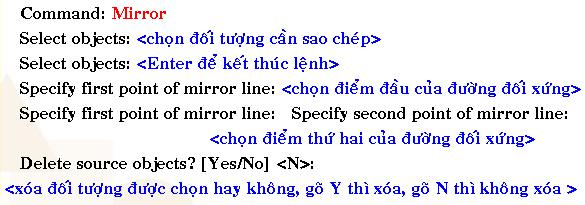 Command: Mirror
Select objects: <chọn đối tượng cần sao chép>
Select objects: <Enter để kết thúc lệnh>
Specify first point of mirror line: <chọn điểm đầu của đường đối xứng>
Specify first point of mirror line: Specify second point of mirror line:
<chọn điểm thứ hai của đường đối xứng>
Delete source objects? [Yes/No] <N>:
<xóa đối tượng được chọn hay không, gõ Y thì xóa, gõ N thì không xóa >